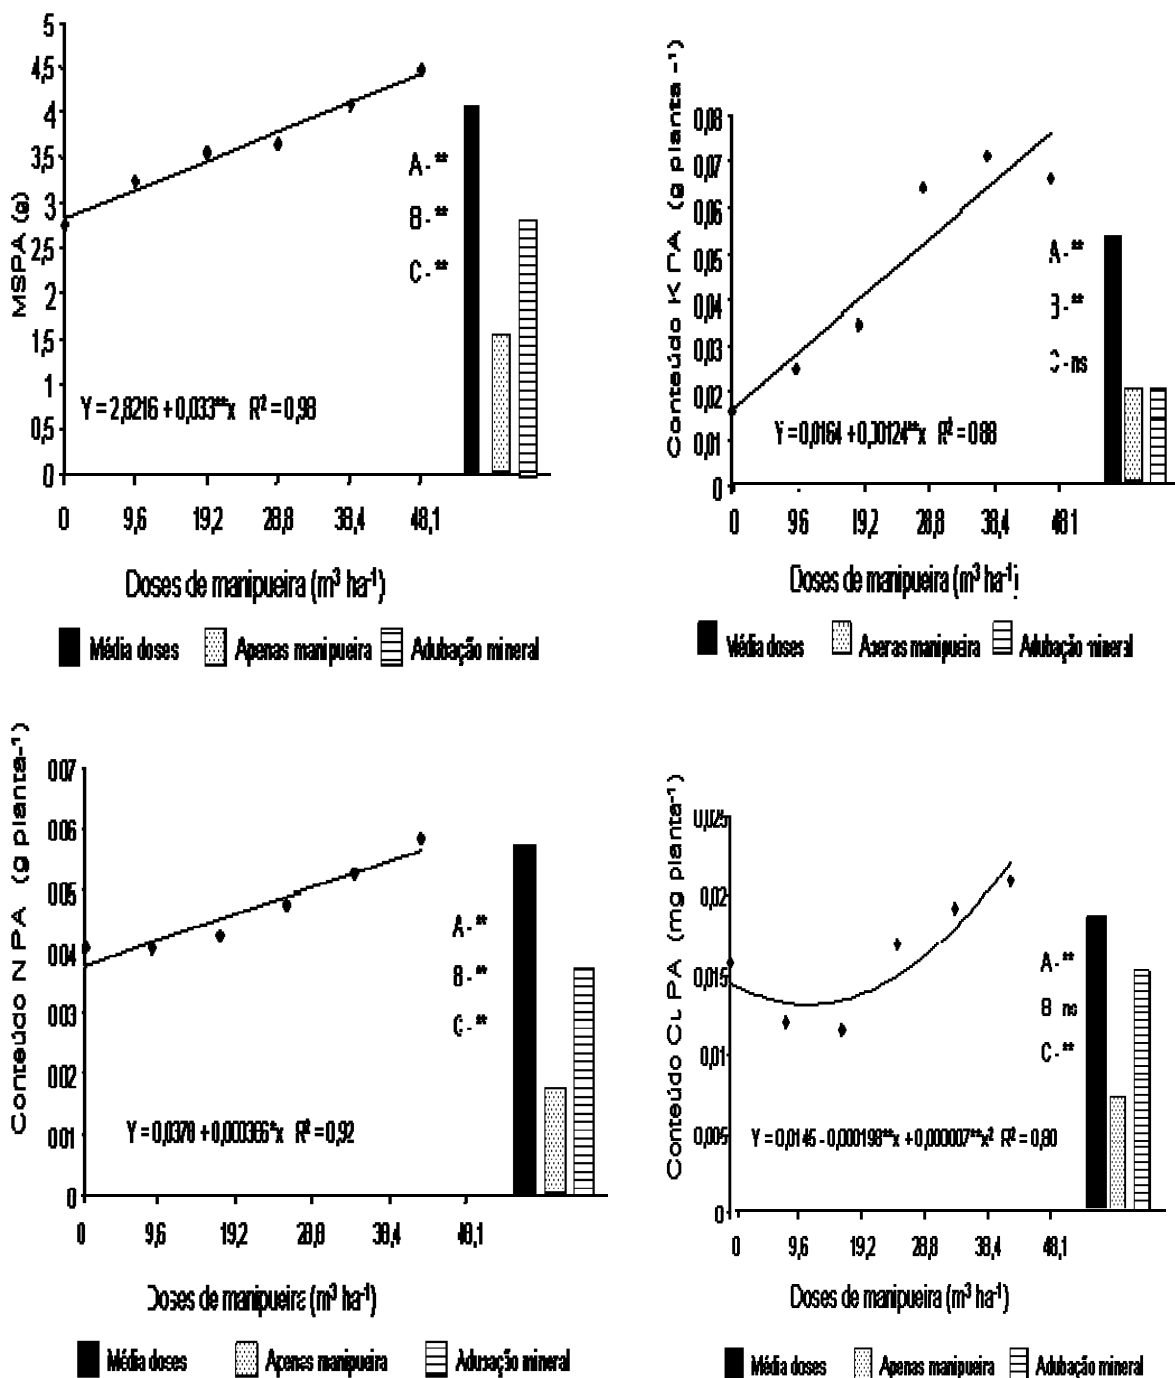 5
4,5
4
3,5
3
2,5
2
1,5
1
0,5
0
MSPA (g)
A - **
B - **
C - **
Y = 2,8216 + 0,033**x R² = 0,98
0 9,6 19,2 28,8 38,4 48,1
Doses de manipueira (m³ ha⁻¹)
Média doses Apenas manipueira Adubação mineral
Conteúdo K PA (g planta⁻¹)
0,08
0,07
0,06
0,05
0,04
0,03
0,02
0,01
0
A - **
B - **
C - ns
Y = 0,0164 + 0,00124**x R² = 0,88
0 9,6 19,2 28,8 38,4 48,1
Doses de manipueira (m³ ha⁻¹)
Média doses Apenas manipueira Adubação mineral
Conteúdo N PA (g planta⁻¹)
0,07
0,06
0,05
0,04
0,03
0,02
0,01
0
A - **
B - **
C - **
Y = 0,0378 + 0,000366*x R² = 0,92
0 9,6 19,2 28,8 38,4 48,1
Doses de manipueira (m³ ha⁻¹)
Média doses Apenas manipueira Adubação mineral
Conteúdo Cu PA (mg planta⁻¹)
0,025
0,02
0,015
0,01
0,005
0
A - **
B ns
C - **
Y = 0,0145 - 0,000198**x + 0,000007**x² R² = 0,80
0 9,6 19,2 28,8 38,4 48,1
Doses de manipueira (m³ ha⁻¹)
Média doses Apenas manipueira Adubação mineral